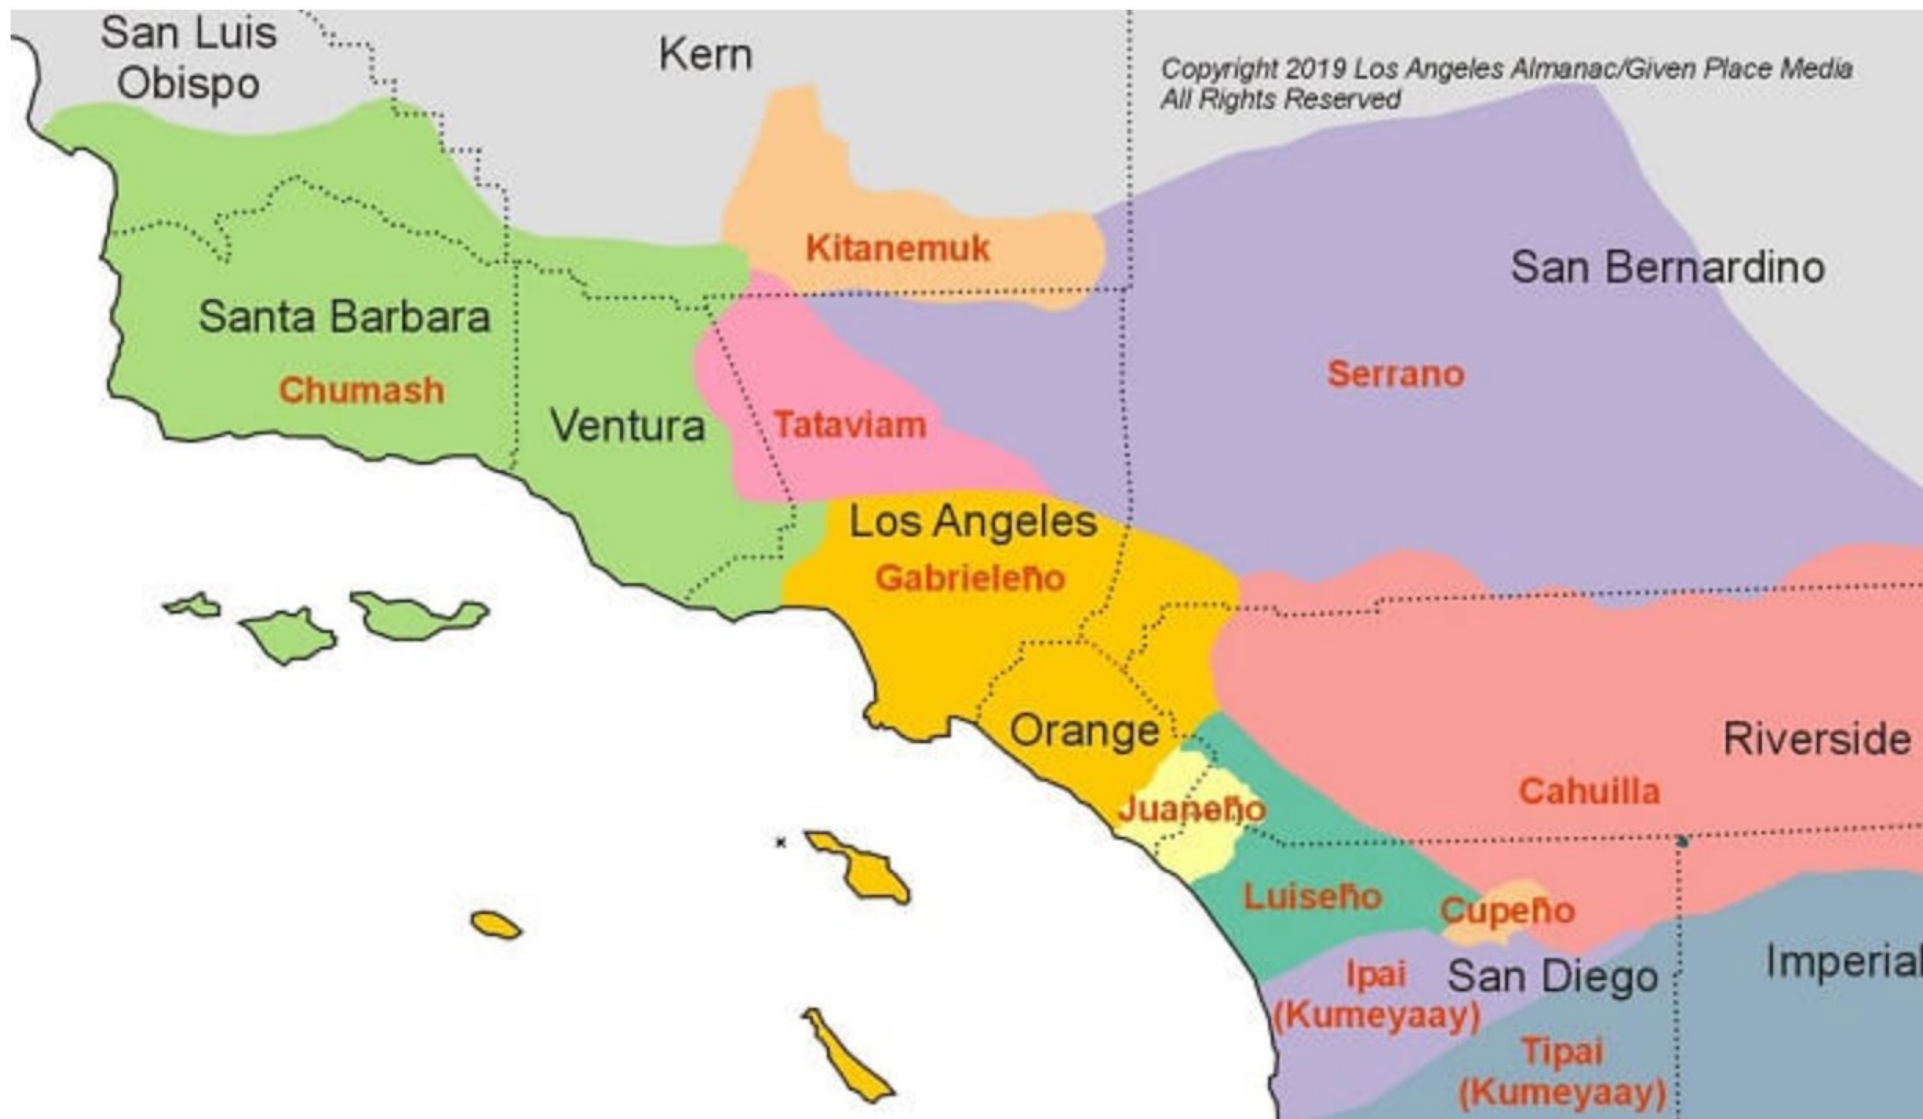 San Luis
Obispo
Kern
Copyright 2019 Los Angeles Almanac/Given Place Media
All Rights Reserved
Kitanemuk
San Bernardino
Santa Barbara
Chumash
Serrano
Ventura
Tataviam
Los Angeles
Gabrieleño
Orange
Riverside
Cahuilla
Juaneño
Luiseño
Cupeño
Ipai
(Kumeyaay)
San Diego
Imperial
Tipai
(Kumeyaay)